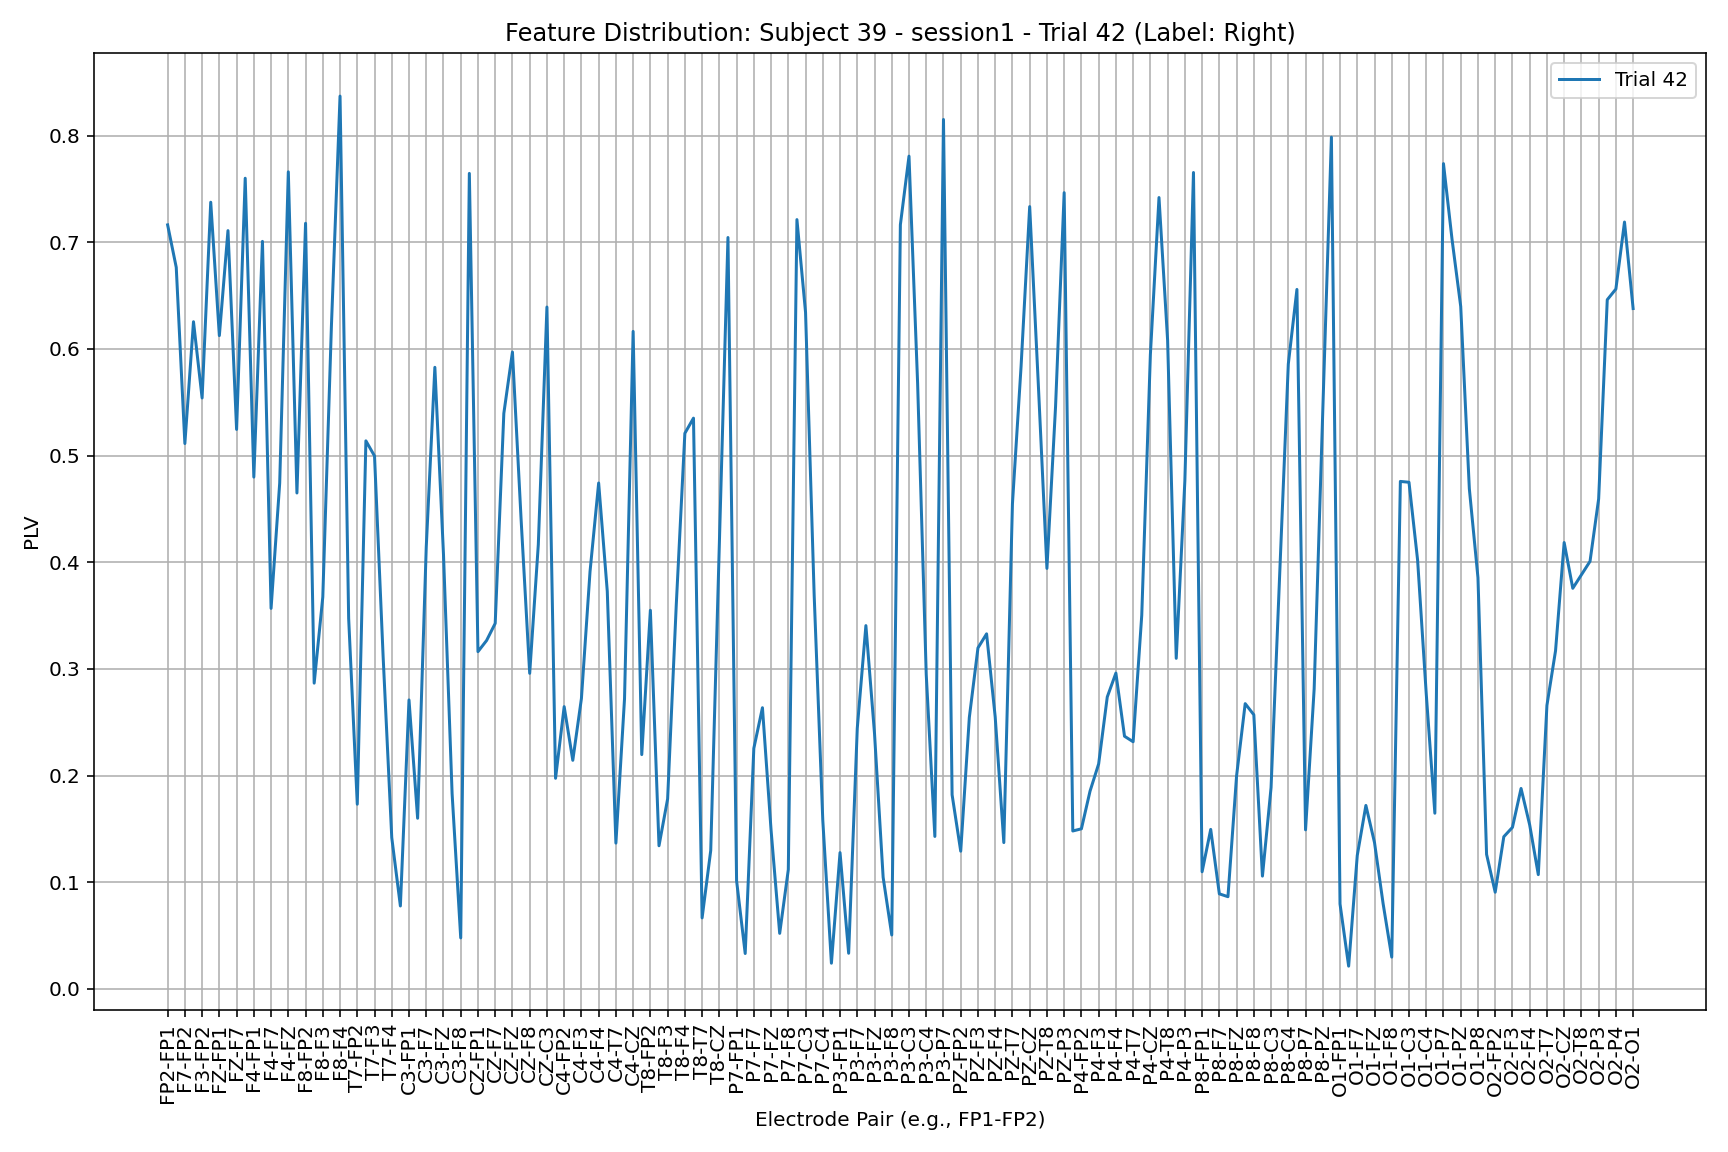 Feature Distribution: Subject 39 - session1 - Trial 42 (Label: Right)
Trial 42
PLV
0.8
0.7
0.6
0.5
0.4
0.3
0.2
0.1
0.0
FP2-FP1
F7-FP2
F3-FP2
FZ-FP1
FZ-F7
F4-FP1
F4-F7
F4-FZ
F8-FP2
F8-F3
F8-F4
T7-FP2
T7-F3
T7-F4
C3-FP1
C3-F7
C3-FZ
C3-F8
CZ-FP1
CZ-F7
CZ-FZ
CZ-F8
CZ-C3
C4-FP2
C4-F3
C4-F4
C4-T7
C4-CZ
T8-FP2
T8-F3
T8-F4
T8-T7
T8-CZ
P7-FP1
P7-F7
P7-FZ
P7-F8
P7-C3
P7-C4
P3-FP1
P3-F7
P3-FZ
P3-F8
P3-C3
P3-C4
P3-P7
PZ-FP2
PZ-F3
PZ-F4
PZ-T7
PZ-CZ
PZ-T8
PZ-P3
P4-FP2
P4-F3
P4-F4
P4-T7
P4-CZ
P4-T8
P4-P3
P8-FP1
P8-F7
P8-FZ
P8-F8
P8-C3
P8-C4
P8-P7
P8-PZ
O1-FP1
O1-F7
O1-FZ
O1-F8
O1-C3
O1-C4
O1-P7
O1-PZ
O1-P8
O2-FP2
O2-F3
O2-F4
O2-T7
O2-CZ
O2-T8
O2-P3
O2-P4
O2-O1
Electrode Pair (e.g., FP1-FP2)